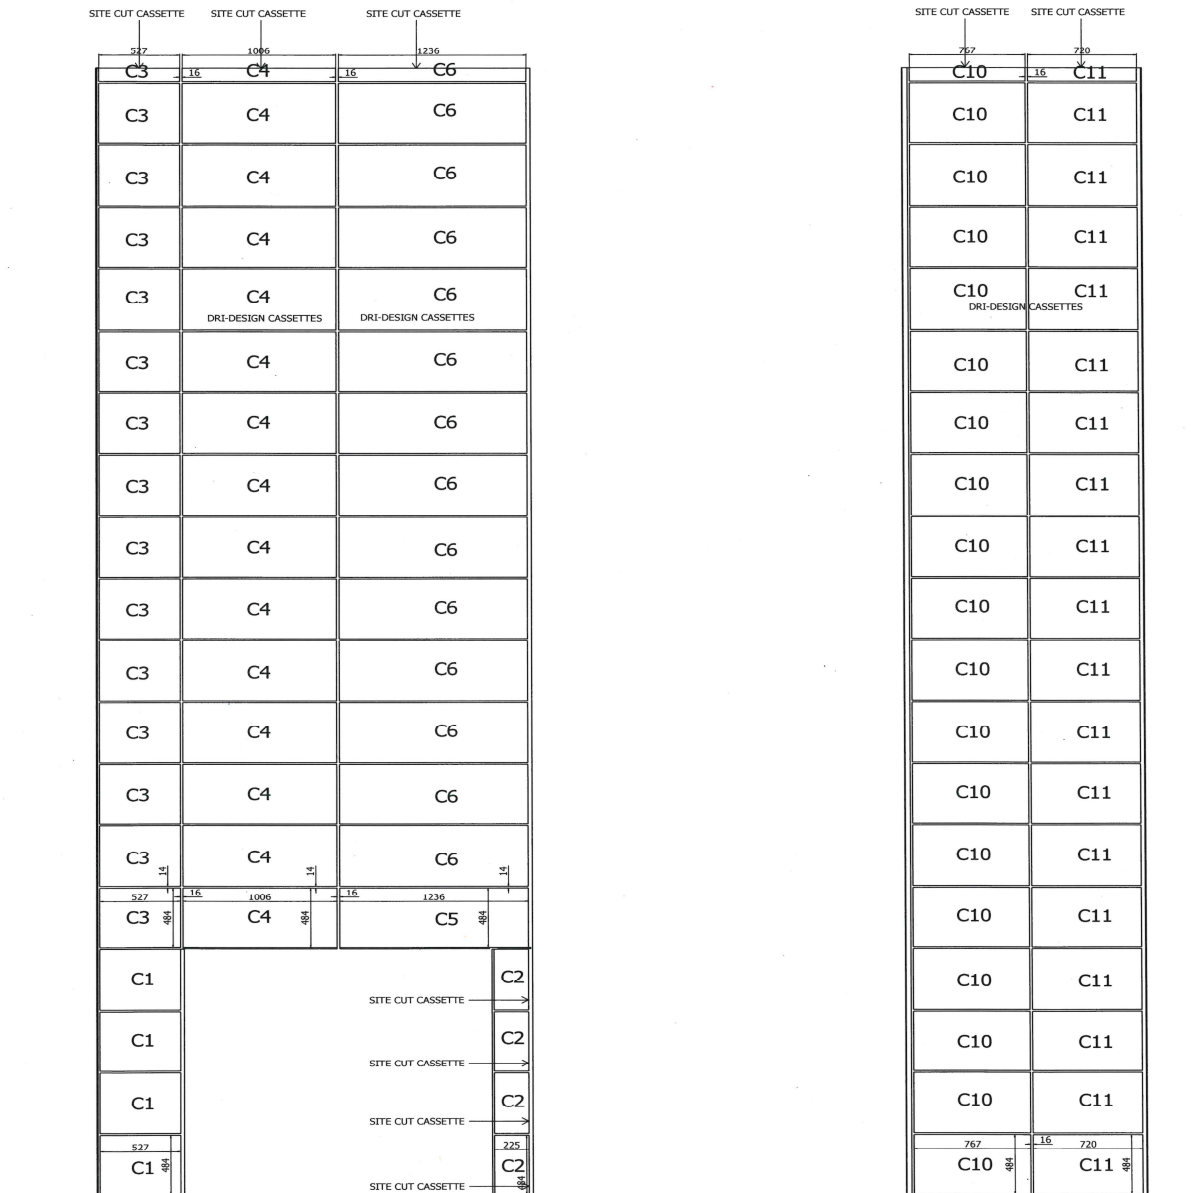 SITE CUT CASSETTE SITE CUT CASSETTE SITE CUT CASSETTE
527 1006 1236
C3 16 C4 16 C6
C3 C4 C6
C3 C4 C6
C3 C4 C6
C3 C4 C6
DRI-DESIGN CASSETTES DRI-DESIGN CASSETTES
C3 C4 C6
C3 C4 C6
C3 C4 C6
C3 C4 C6
C3 C4 C6
C3 C4 C6
C3 C4 C6
C3 C4 C6
C3 C4 C6
14 14 14
527 16 1006 16 1236
C3 484 C4 484 C5 484
C1 C2
SITE CUT CASSETTE
C1 C2
SITE CUT CASSETTE
C1 C2
SITE CUT CASSETTE
527 225
C1 484 C2 484
SITE CUT CASSETTE
SITE CUT CASSETTE SITE CUT CASSETTE
767 720
C10 16 C11
C10 C11
C10 C11
C10 C11
C10 C11
DRI-DESIGN CASSETTES
C10 C11
C10 C11
C10 C11
C10 C11
C10 C11
C10 C11
C10 C11
C10 C11
C10 C11
C10 C11
C10 C11
C10 C11
C10 C11
767 16 720
C10 484 C11 484